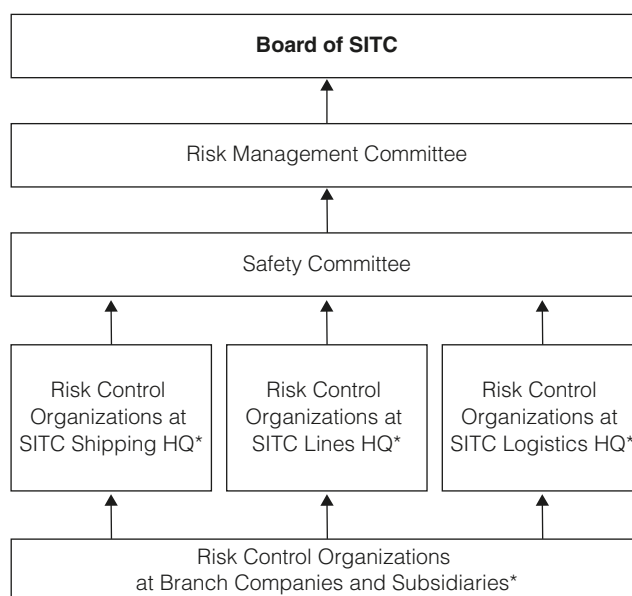 Board of SITC
Risk Management Committee
Safety Committee
Risk Control
Organizations at
SITC Shipping HQ*
Risk Control
Organizations at
SITC Lines HQ*
Risk Control
Organizations at
SITC Logistics HQ*
Risk Control Organizations
at Branch Companies and Subsidiaries*